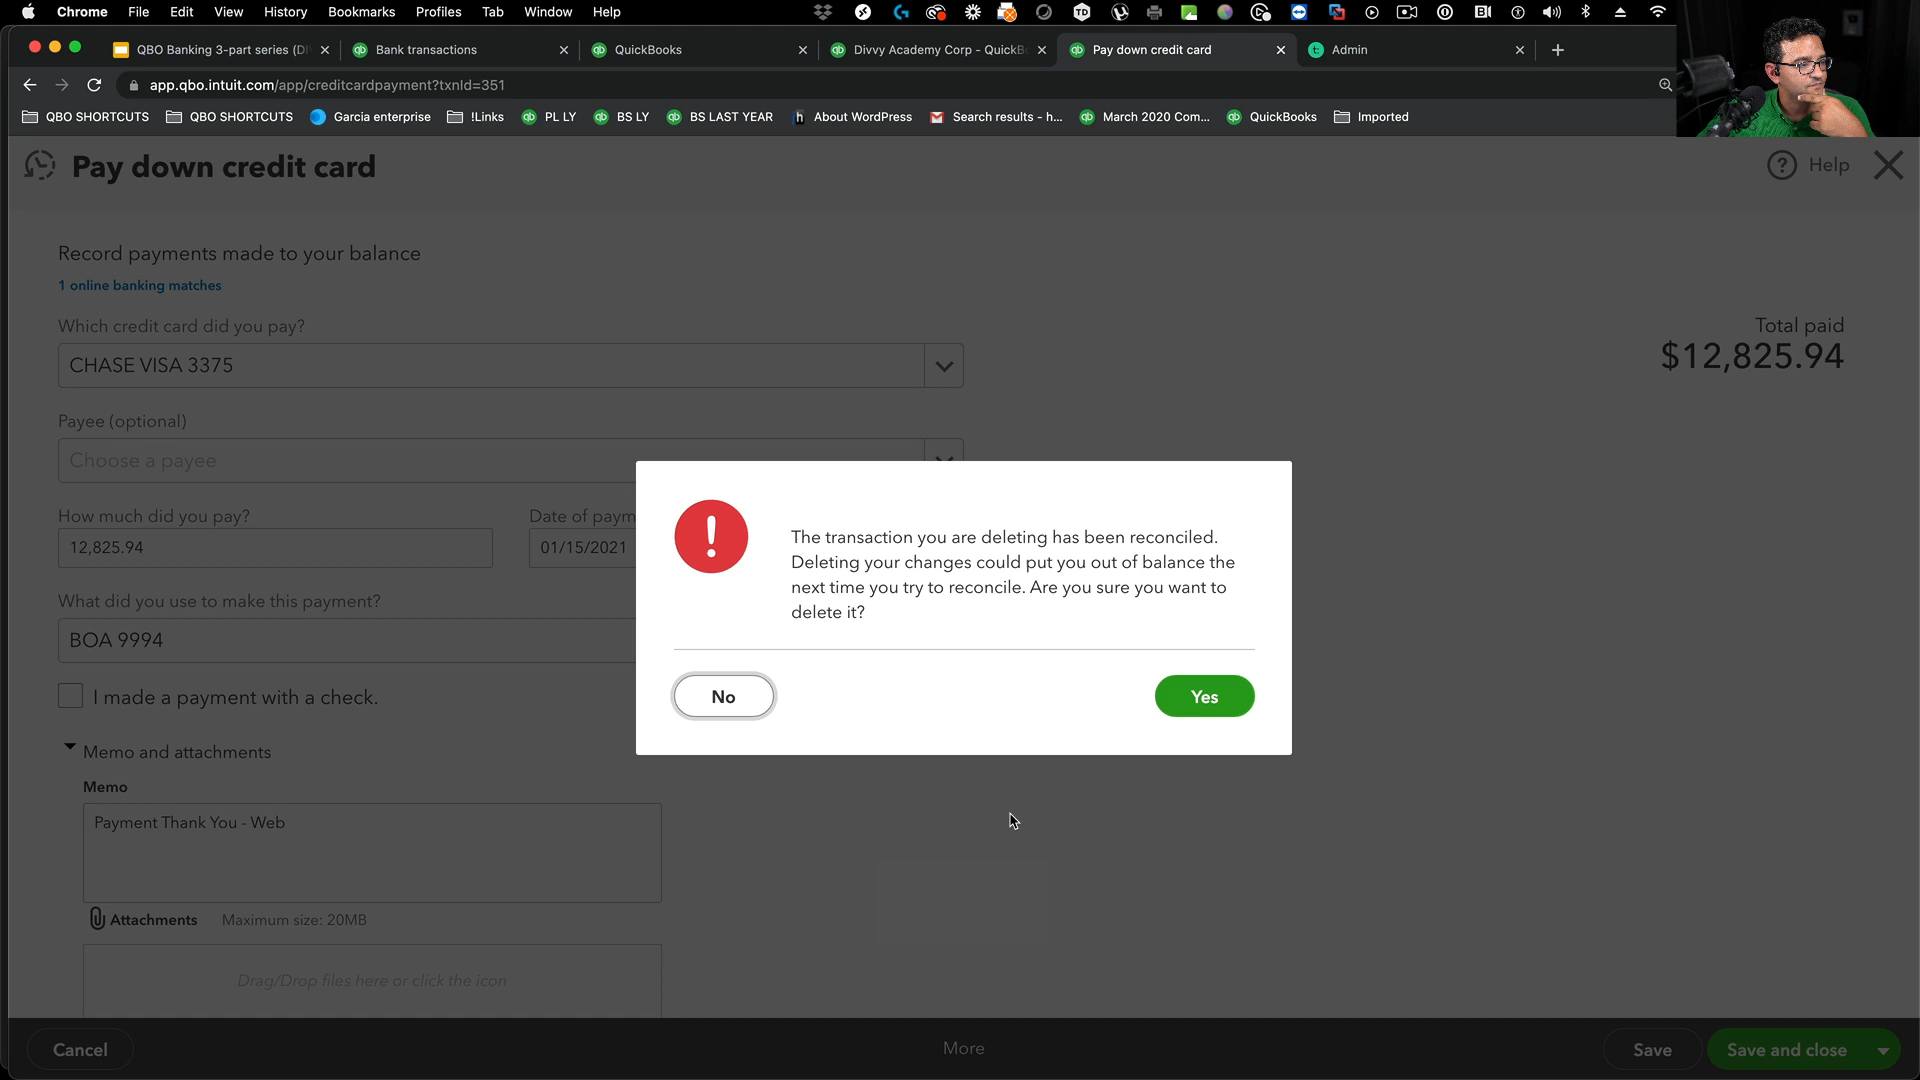 Chrome File Edit View History Bookmarks Profiles Tab Window Help
QBO Banking 3-part series (DI
Bank transactions
QuickBooks
Divvy Academy Corp - QuickB
Pay down credit card
Admin
app.qbo.intuit.com/app/creditcardpayment?txnId=351
QBO SHORTCUTS QBO SHORTCUTS Garcia enterprise !Links PL LY BS LY BS LAST YEAR About WordPress Search results - h... March 2020 Com... QuickBooks Imported
Pay down credit card
Help
Record payments made to your balance
1 online banking matches
Which credit card did you pay?
CHASE VISA 3375
Total paid
$12,825.94
Payee (optional)
Choose a payee
How much did you pay?
12,825.94
Date of paym
01/15/2021
What did you use to make this payment?
BOA 9994
I made a payment with a check.
The transaction you are deleting has been reconciled.
Deleting your changes could put you out of balance the
next time you try to reconcile. Are you sure you want to
delete it?
No
Yes
Memo and attachments
Memo
Payment Thank You - Web
Attachments Maximum size: 20MB
Drag/Drop files here or click the icon
Cancel
More
Save
Save and close